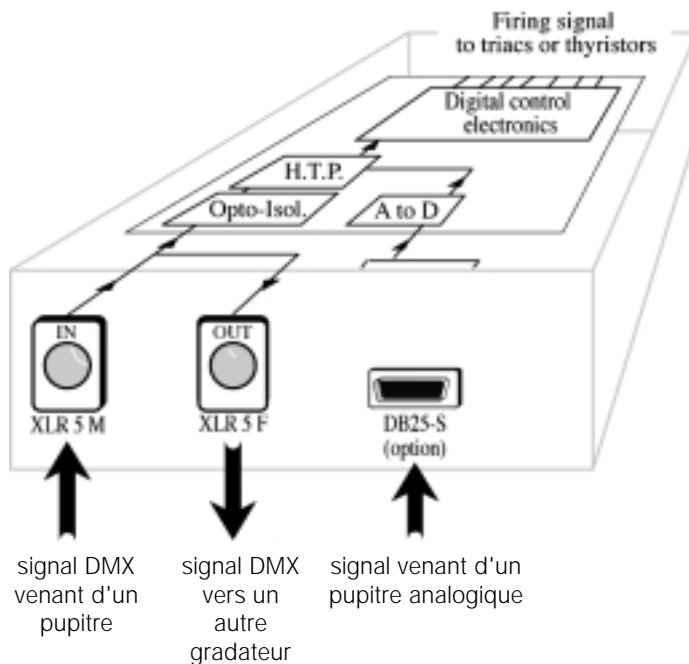 Firing signal
to triacs or thyristors
Digital control
electronics
H.T.P.
Opto-Isol.
A to D
IN
OUT
XLR 5 M
XLR 5 F
DB25-S
(option)
signal DMX
venant d'un
pupitre
signal DMX
vers un
autre
gradateur
signal venant d'un
pupitre analogique